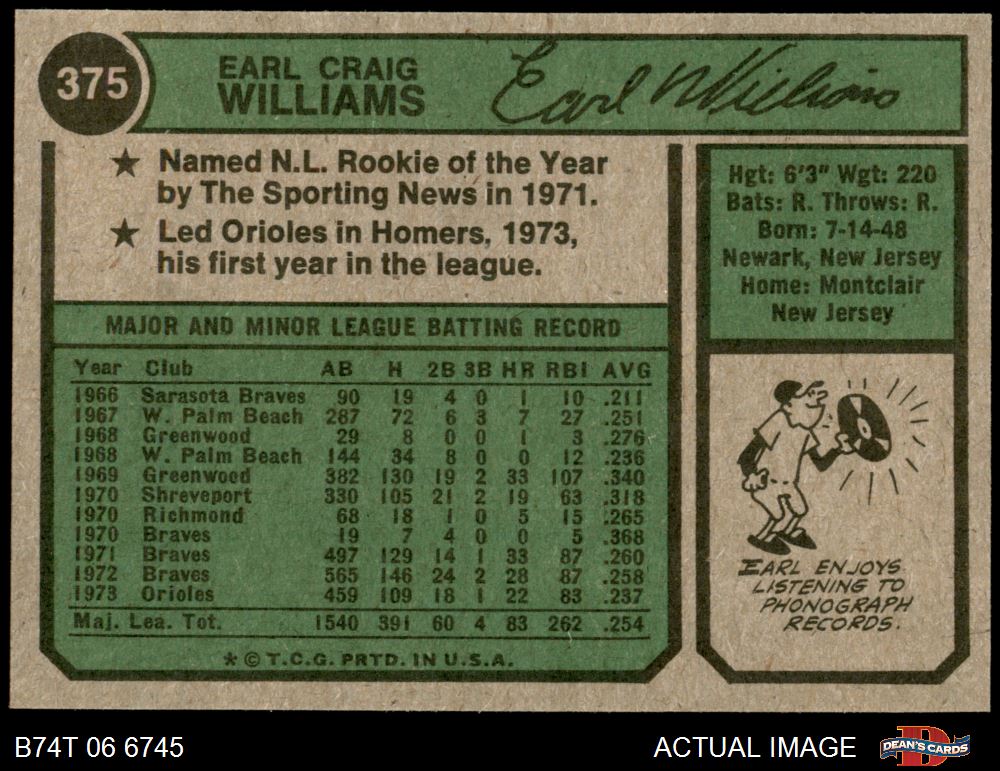 375
EARL CRAIG
WILLIAMS
Earl Williams
★ Named N.L. Rookie of the Year
by The Sporting News in 1971.
★ Led Orioles in Homers, 1973,
his first year in the league.
Hgt: 6'3" Wgt: 220
Bats: R. Throws: R.
Born: 7-14-48
Newark, New Jersey
Home: Montclair
New Jersey
MAJOR AND MINOR LEAGUE BATTING RECORD
Year Club AB H 2B 3B HR RBI AVG
1966 Sarasota Braves 90 19 4 0 1 10 .211
1967 W. Palm Beach 287 72 6 3 7 27 .251
1968 Greenwood 29 8 0 0 1 3 .276
1968 W. Palm Beach 144 34 8 0 0 12 .236
1969 Greenwood 382 130 19 2 33 107 .340
1970 Shreveport 330 105 21 2 19 63 .318
1970 Richmond 68 18 1 0 5 15 .265
1970 Braves 19 7 4 0 0 5 .368
1971 Braves 497 129 14 1 33 87 .260
1972 Braves 565 146 24 2 28 87 .258
1973 Orioles 459 109 18 1 22 83 .237
Maj. Lea. Tot. 1540 391 60 4 83 262 .254
★ © T.C.G. PRTD. IN U.S.A.
EARL ENJOYS
LISTENING TO
PHONOGRAPH
RECORDS.
B74T 06 6745
ACTUAL IMAGE
DEAN'S CARDS